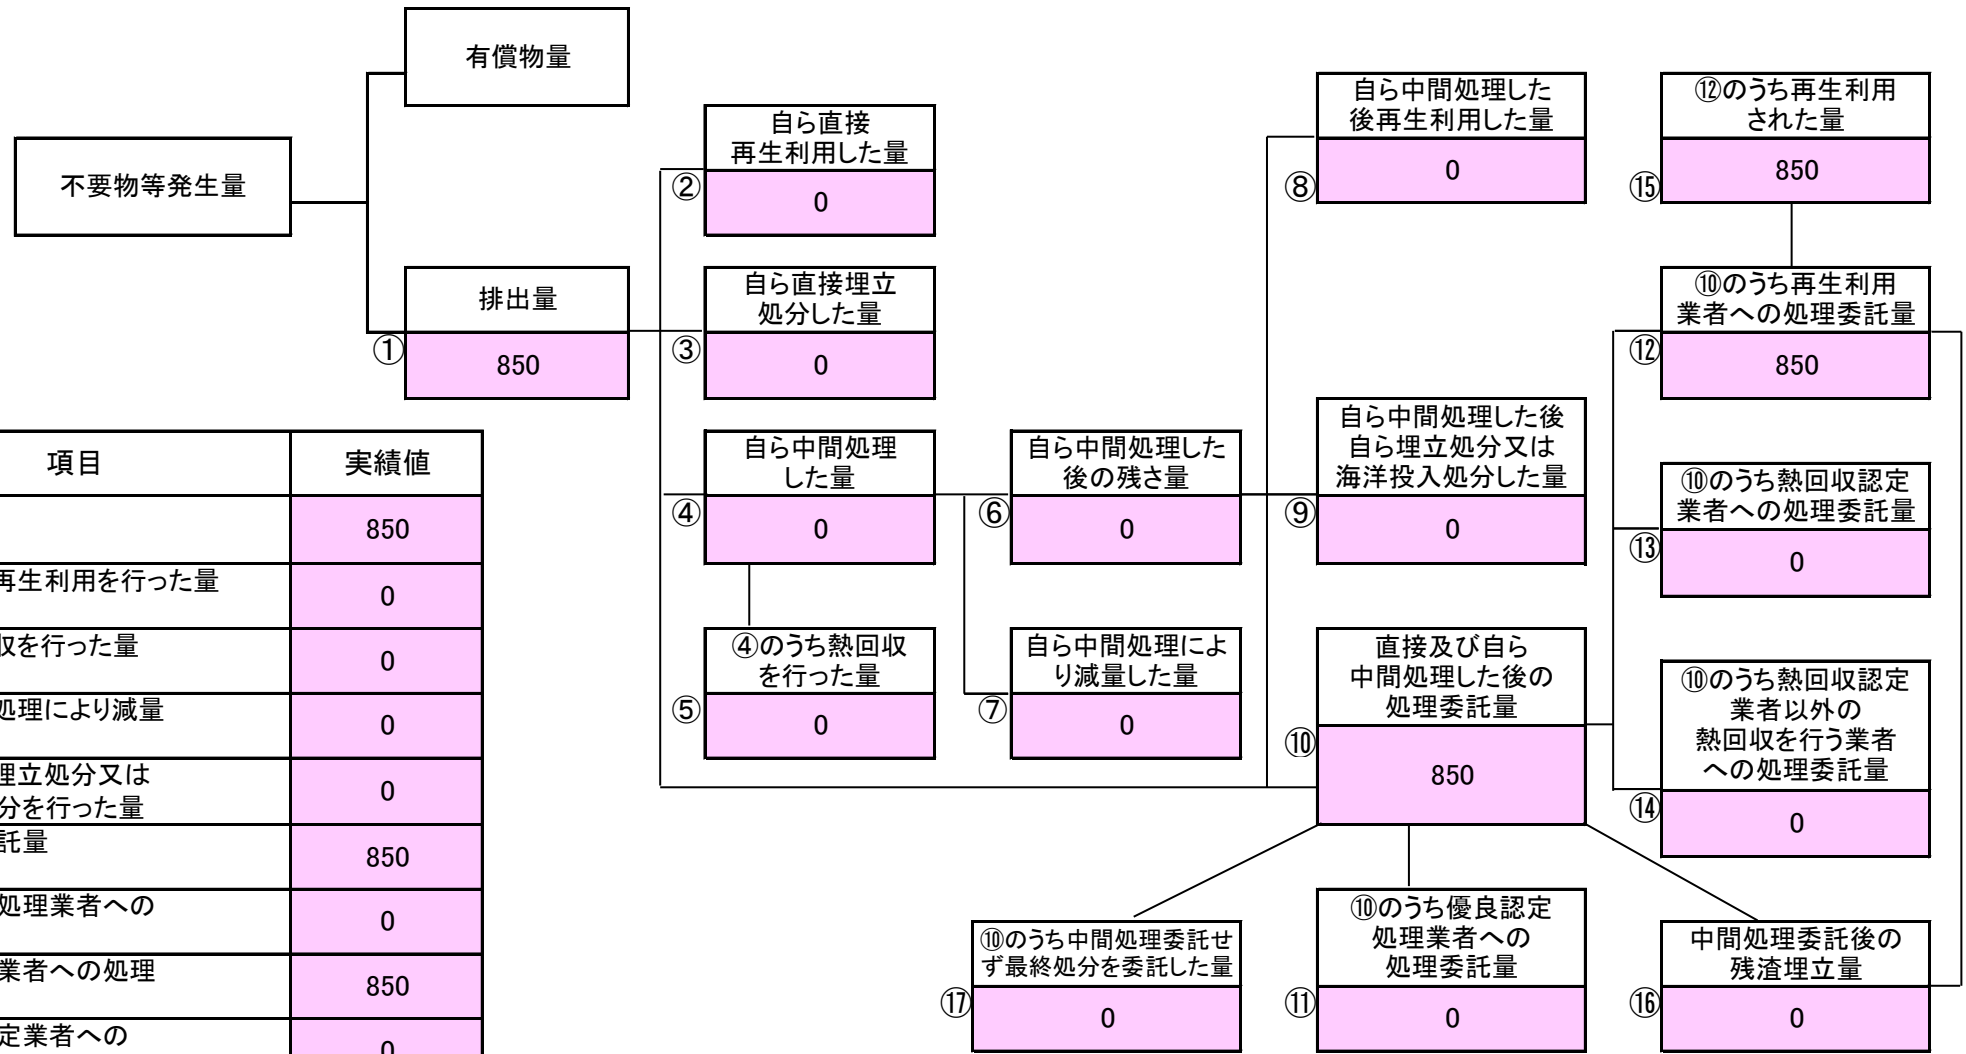 有償物量
不要物等発生量
排出量
①
850
自ら直接
再生利用した量
②
0
自ら直接埋立
処分した量
③
0
自ら中間処理
した量
④
0
④のうち熱回収
を行った量
⑤
0
自ら中間処理した
後の残さ量
⑥
0
自ら中間処理によ
り減量した量
⑦
0
自ら中間処理した
後再生利用した量
⑧
0
自ら中間処理した後
自ら埋立処分又は
海洋投入処分した量
⑨
0
直接及び自ら
中間処理した後の
処理委託量
⑩
850
⑫のうち再生利用
された量
⑮
850
⑩のうち再生利用
業者への処理委託量
⑫
850
⑩のうち熱回収認定
業者への処理委託量
⑬
0
⑩のうち熱回収認定
業者以外の
熱回収を行う業者
への処理委託量
⑭
0
⑩のうち中間処理委託せ
ず最終処分を委託した量
⑰
0
⑩のうち優良認定
処理業者への
処理委託量
⑪
0
中間処理委託後の
残渣埋立量
⑯
0
項目 実績値
850
再生利用を行った量
0
を行った量
0
処理により減量
0
埋立処分又は
分を行った量
0
託量
850
処理業者への
0
業者への処理
850
定業者への
0